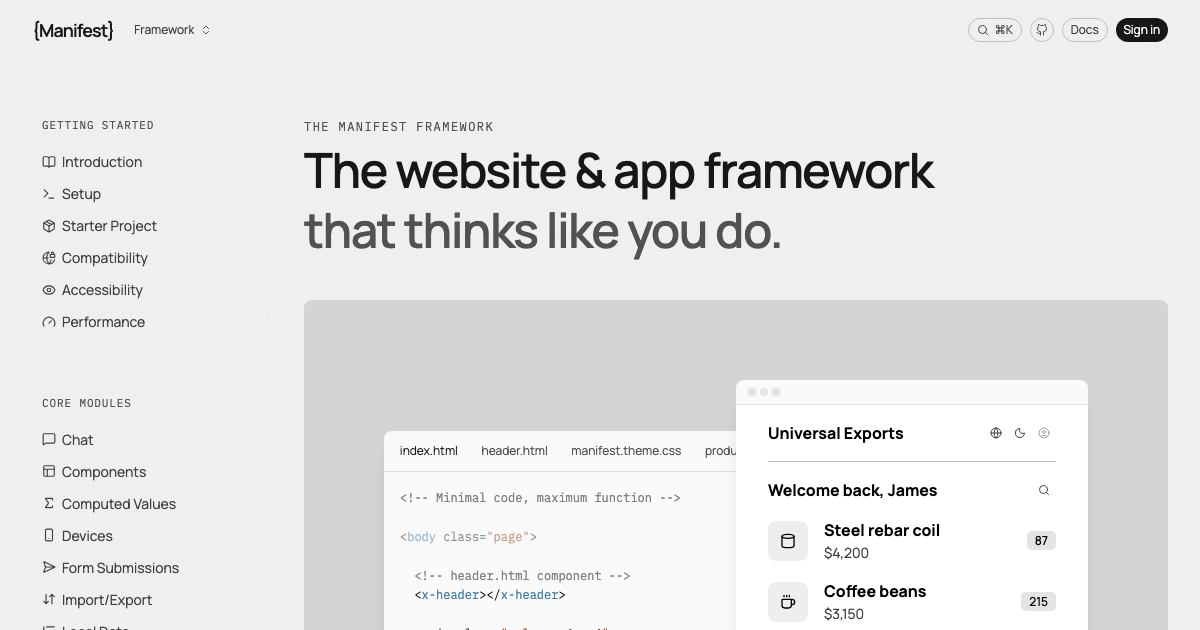 {Manifest}
Framework
⌘K
Docs
Sign in
GETTING STARTED
Introduction
Setup
Starter Project
Compatibility
Accessibility
Performance
CORE MODULES
Chat
Components
Computed Values
Devices
Form Submissions
Import/Export
Local Data
THE MANIFEST FRAMEWORK
The website & app framework
that thinks like you do.
index.html header.html manifest.theme.css produ
<!-- Minimal code, maximum function -->
<body class="page">
<!-- header.html component -->
<x-header></x-header>
Universal Exports
Welcome back, James
Steel rebar coil
$4,200
87
Coffee beans
$3,150
215